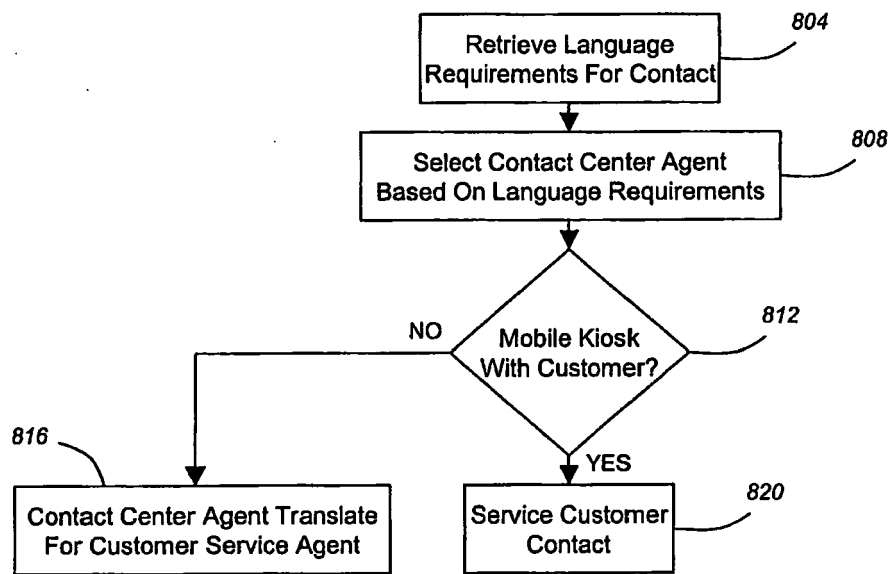 804
Retrieve Language
Requirements For Contact
808
Select Contact Center Agent
Based On Language Requirements
812
NO
Mobile Kiosk
With Customer?
816
YES
820
Contact Center Agent Translate
For Customer Service Agent
Service Customer
Contact